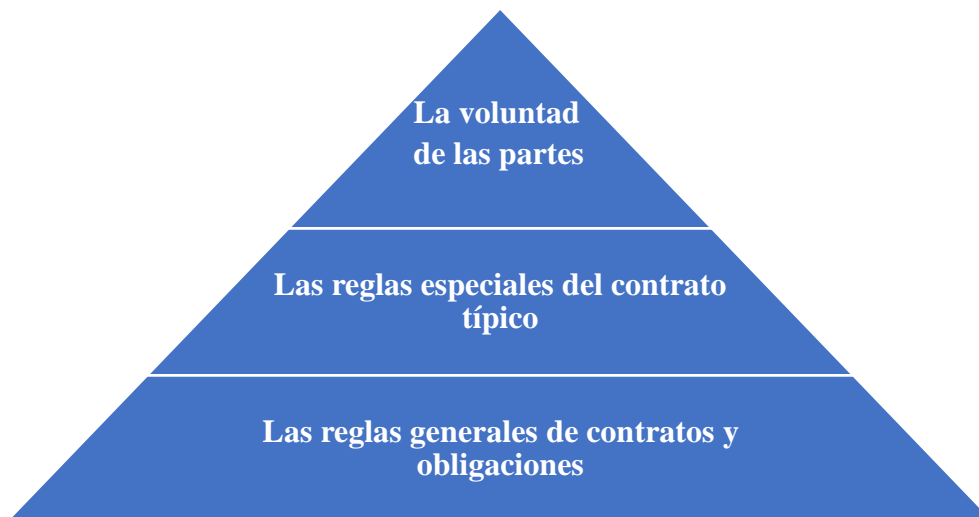 La voluntad
de las partes
Las reglas especiales del contrato
típico
Las reglas generales de contratos y
obligaciones